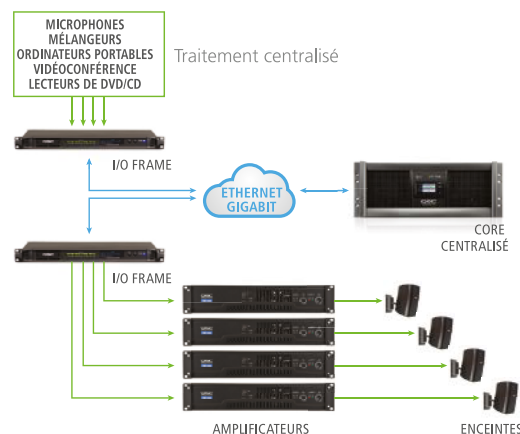 MICROPHONES
MÉLANGEURS
ORDINATEURS PORTABLES
VIDÉOCONFÉRENCE
LECTEURS DE DVD/CD
Traitement centralisé
I/O FRAME
ETHERNET
GIGABIT
CORE
CENTRALISÉ
I/O FRAME
AMPLIFICATEURS
ENCEINTES